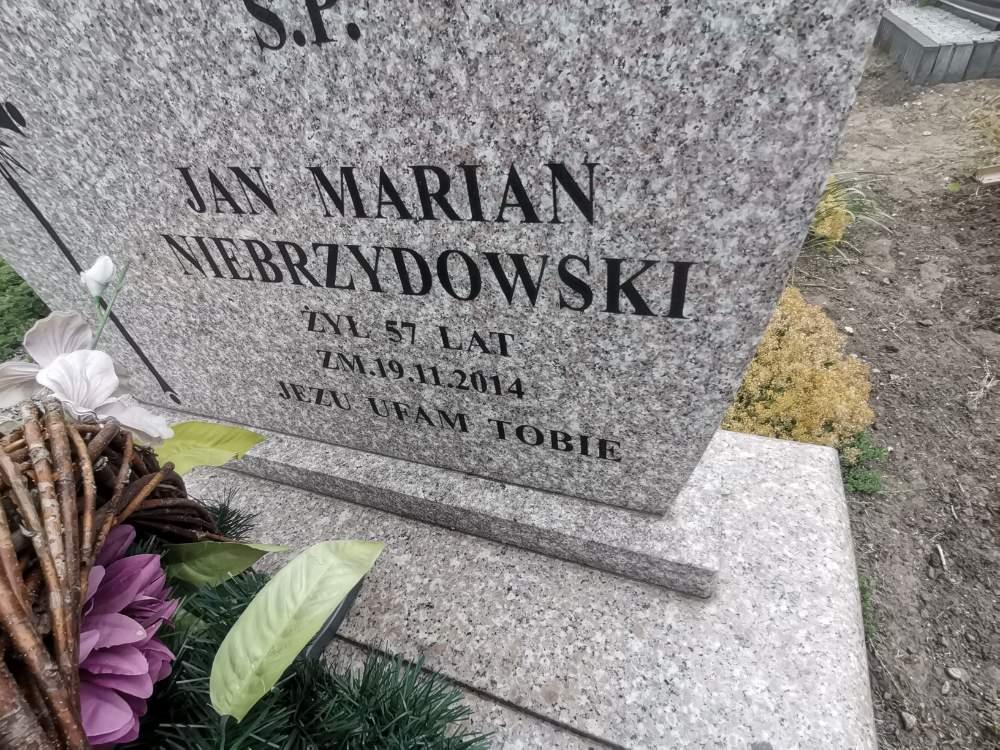 Ś.P.
JAN MARIAN
NIEBRZYDOWSKI
ŻYŁ 57 LAT
ZM.19.11.2014
JEZU UFAM TOBIE